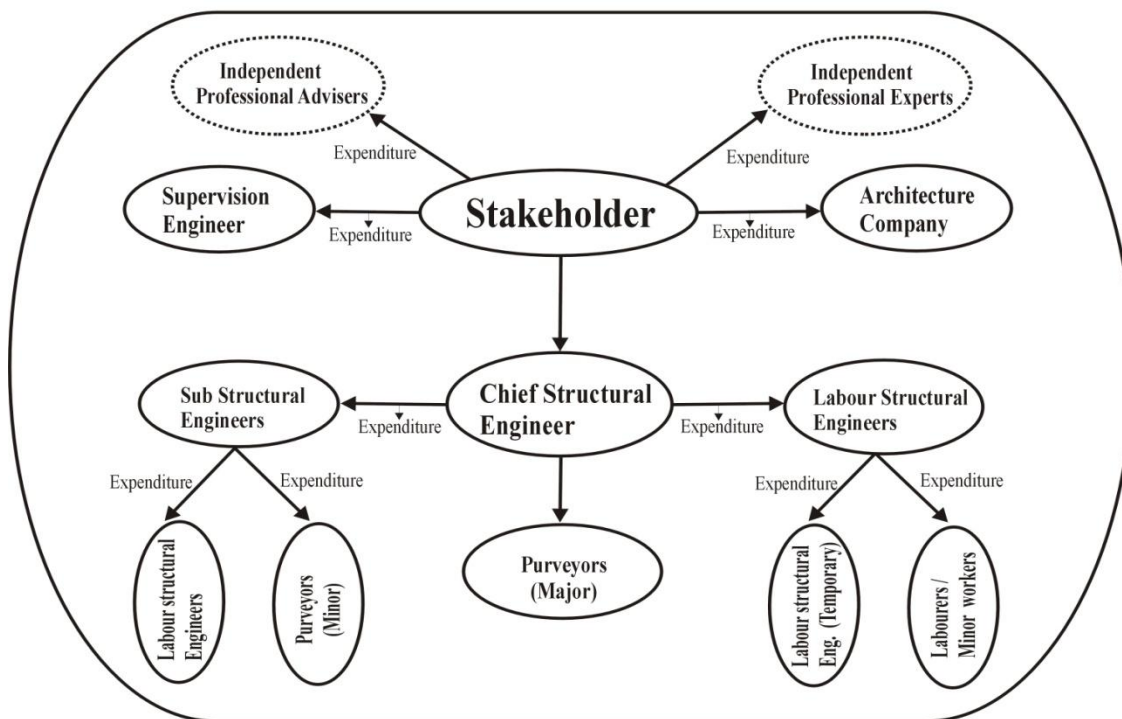 Independent
Professional Advisers
Independent
Professional Experts
Expenditure
Expenditure
Supervision
Engineer
Expenditure
Stakeholder
Expenditure
Architecture
Company
Sub Structural
Engineers
Expenditure
Chief Structural
Engineer
Expenditure
Labour Structural
Engineers
Expenditure
Expenditure
Expenditure
Expenditure
Labour structural
Engineers
Purveyors
(Minor)
Purveyors
(Major)
Labour structural
Eng. (Temporary)
Labourers /
Minor workers